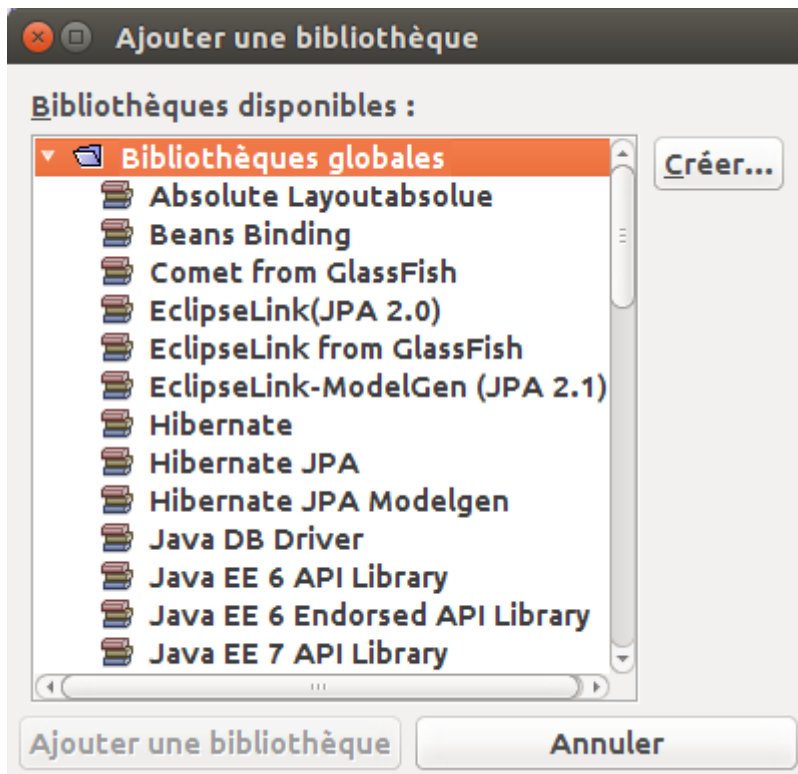 Ajouter une bibliothèque
Bibliothèques disponibles :
Bibliothèques globales
Créer...
Absolute Layoutabsolue
Beans Binding
Comet from GlassFish
EclipseLink(JPA 2.0)
EclipseLink from GlassFish
EclipseLink-ModelGen (JPA 2.1)
Hibernate
Hibernate JPA
Hibernate JPA Modelgen
Java DB Driver
Java EE 6 API Library
Java EE 6 Endorsed API Library
Java EE 7 API Library
Ajouter une bibliothèque
Annuler